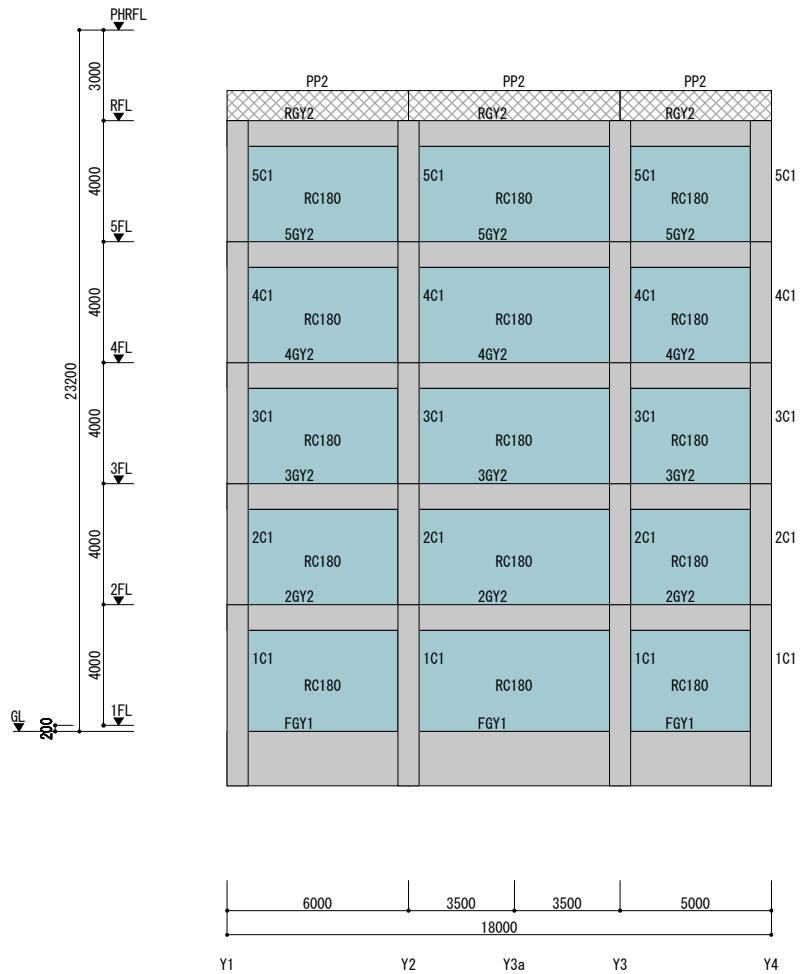 PHRFL
3000
PP2 PP2 PP2
RFL
RGY2 RGY2 RGY2
4000
5C1 5C1 5C1 5C1
RC180 RC180 RC180
5FL
5GY2 5GY2 5GY2
4000
4C1 4C1 4C1 4C1
RC180 RC180 RC180
4FL
4GY2 4GY2 4GY2
23200
4000
3C1 3C1 3C1 3C1
RC180 RC180 RC180
3FL
3GY2 3GY2 3GY2
4000
2C1 2C1 2C1 2C1
RC180 RC180 RC180
2FL
2GY2 2GY2 2GY2
4000
1C1 1C1 1C1 1C1
RC180 RC180 RC180
1FL
GL
200
FGY1 FGY1 FGY1
6000 3500 3500 5000
18000
Y1 Y2 Y3a Y3 Y4